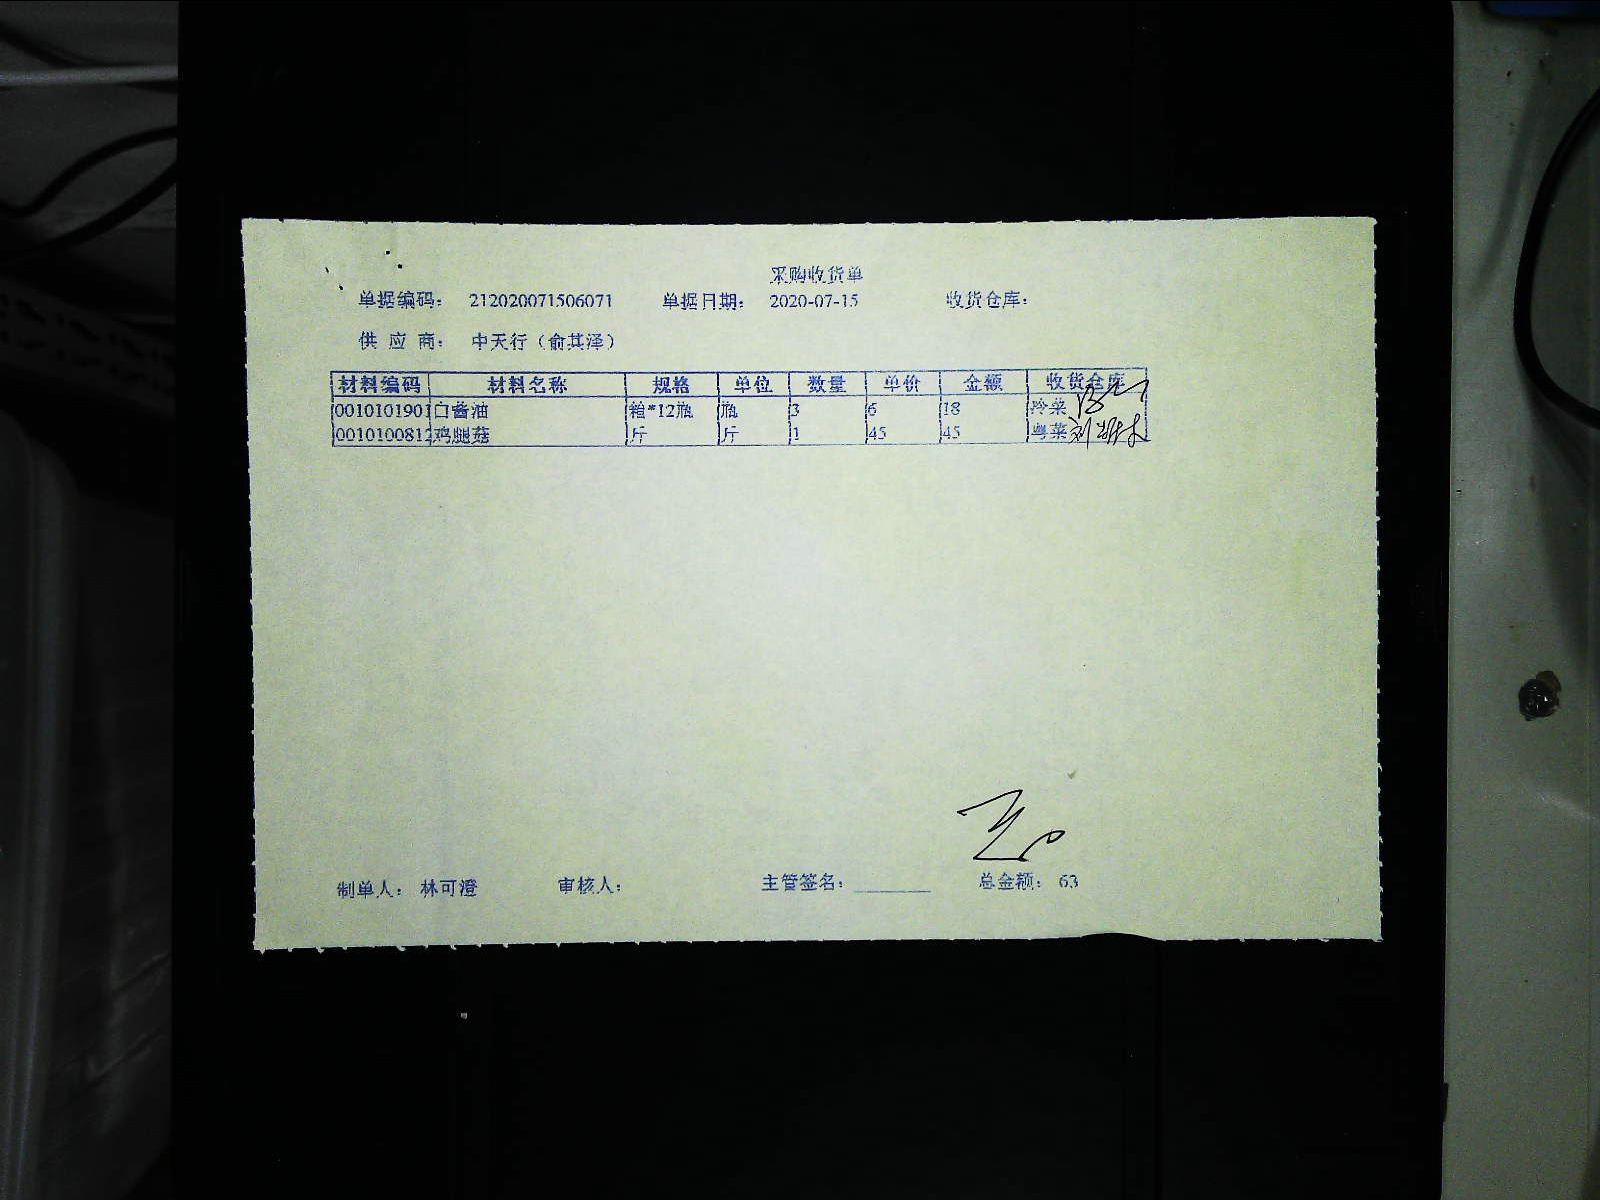 采购收货单
单据编码： 212020071506071 单据日期： 2020-07-15 收货仓库：
供 应 商： 中天行（俞其泽）
材料编码 材料名称 规格 单位 数量 单价 金额 收货仓库
0010101901 白酱油 箱*12瓶 瓶 3 6 18 冷菜
0010100812 鸡腿菇 斤 斤 1 45 45 粤菜
制单人： 林可澄 审核人： 主管签名： 总金额： 63